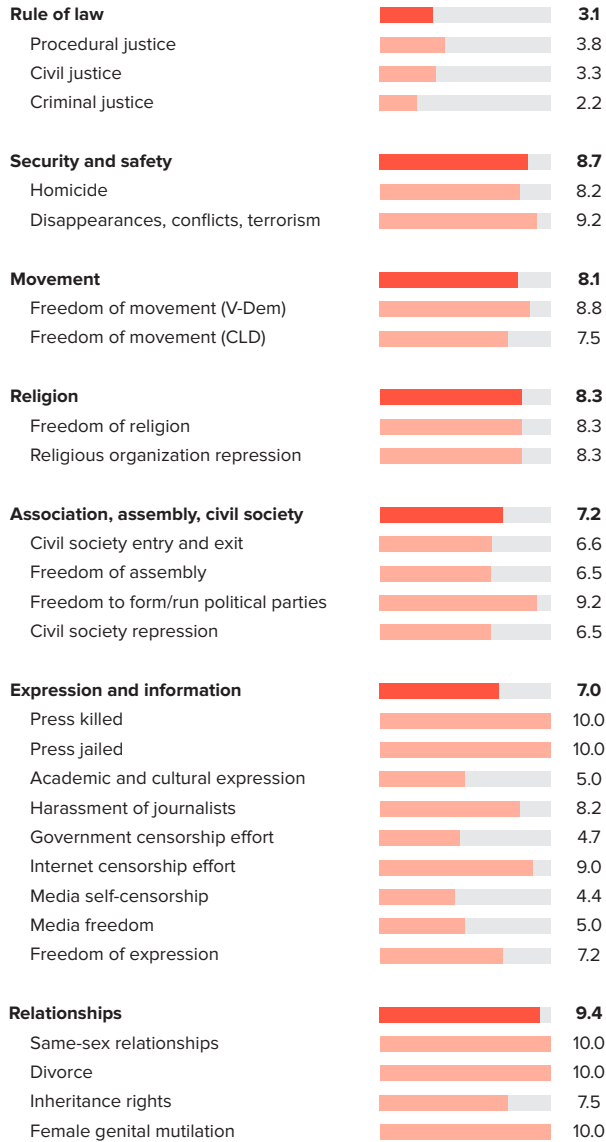 Rule of law 3.1
Procedural justice 3.8
Civil justice 3.3
Criminal justice 2.2
Security and safety 8.7
Homicide 8.2
Disappearances, conflicts, terrorism 9.2
Movement 8.1
Freedom of movement (V-Dem) 8.8
Freedom of movement (CLD) 7.5
Religion 8.3
Freedom of religion 8.3
Religious organization repression 8.3
Association, assembly, civil society 7.2
Civil society entry and exit 6.6
Freedom of assembly 6.5
Freedom to form/run political parties 9.2
Civil society repression 6.5
Expression and information 7.0
Press killed 10.0
Press jailed 10.0
Academic and cultural expression 5.0
Harassment of journalists 8.2
Government censorship effort 4.7
Internet censorship effort 9.0
Media self-censorship 4.4
Media freedom 5.0
Freedom of expression 7.2
Relationships 9.4
Same-sex relationships 10.0
Divorce 10.0
Inheritance rights 7.5
Female genital mutilation 10.0